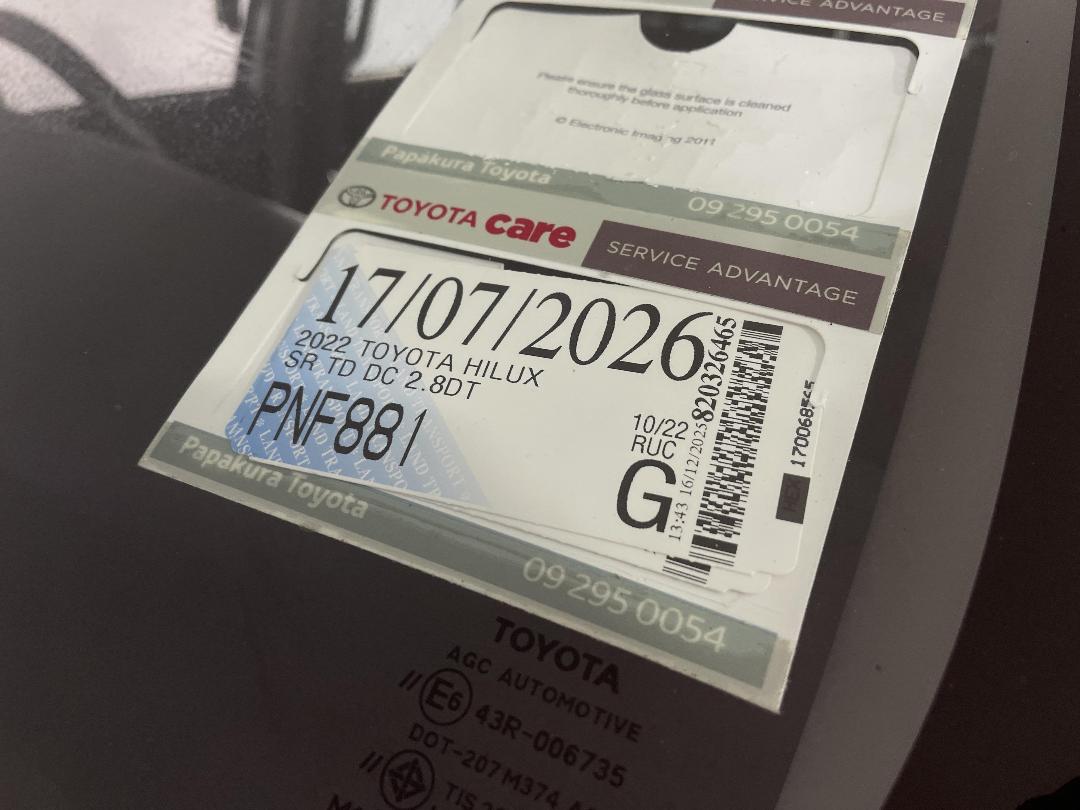 SERVICE ADVANTAGE
Please ensure the glass surface is cleaned
thoroughly before application
© Electronic Imaging 2011
Papakura Toyota
09 295 0054
TOYOTA care
SERVICE ADVANTAGE
17/07/2026
2022 TOYOTA HILUX
SR TD DC 2.8DT
PNF881
10/22
RUC
G
13:43 16/12/2025
820326465
HEX
Papakura Toyota
09 295 0054
TOYOTA
AGC AUTOMOTIVE
E6 43R-006735
DOT-207 M374
TIS